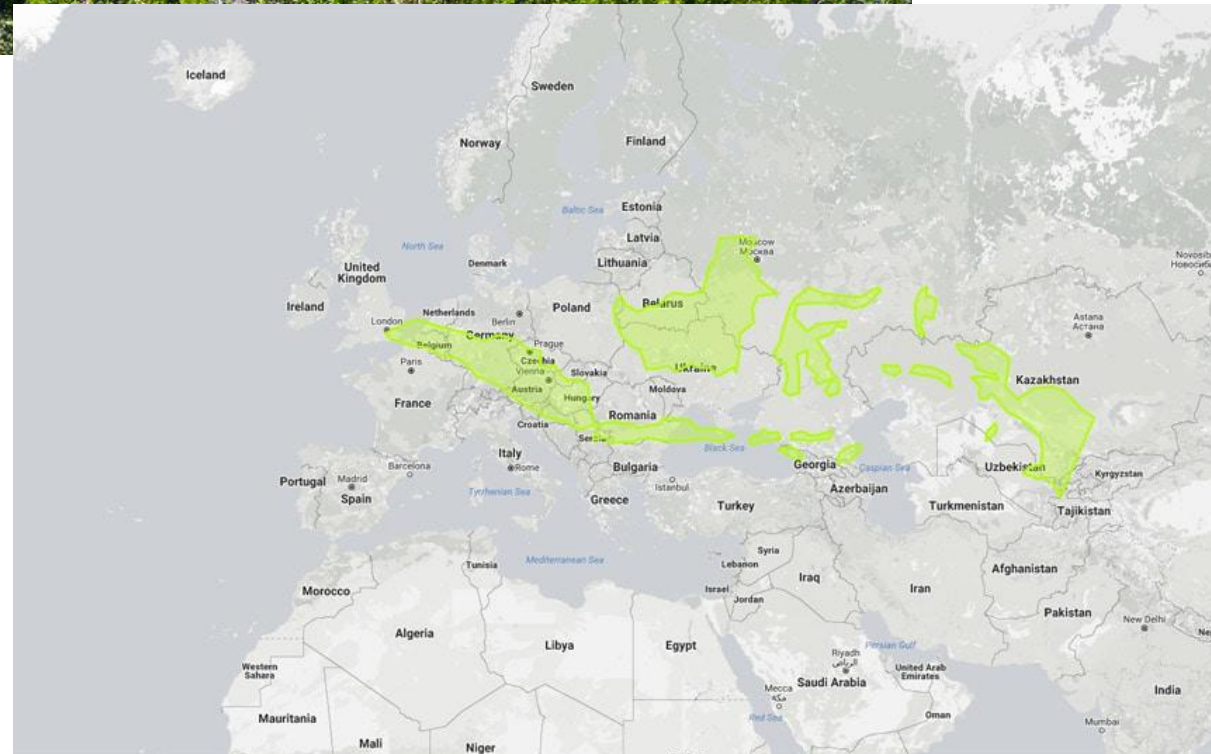 Iceland
Sweden
Norway
Finland
Baltic Sea
Estonia
Latvia
North Sea
Denmark
Lithuania
Moscow
Москва
United
Kingdom
Ireland
Netherlands
Berlin
Poland
Belarus
London
Germany
Belgium
Prague
Czechia
Paris
Vienna
Slovakia
Ukraine
Austria
Hungary
Moldova
France
Romania
Croatia
Serbia
Italy
Rome
Bulgaria
Black Sea
Georgia
Caspian Sea
Azerbaijan
Istanbul
Barcelona
Portugal
Madrid
Spain
Tyrrhenian Sea
Greece
Turkey
Astana
Астана
Kazakhstan
Uzbekistan
Kyrgyzstan
Turkmenistan
Tajikistan
Mediterranean Sea
Tunisia
Syria
Lebanon
Iraq
Israel
Jordan
Iran
Afghanistan
Pakistan
New Delhi
Morocco
Algeria
Libya
Egypt
Persian Gulf
Riyadh
الرياض
Saudi Arabia
United Arab
Emirates
Western
Sahara
Mecca
مكة
Red Sea
Oman
India
Mumbai
Mauritania
Mali
Niger